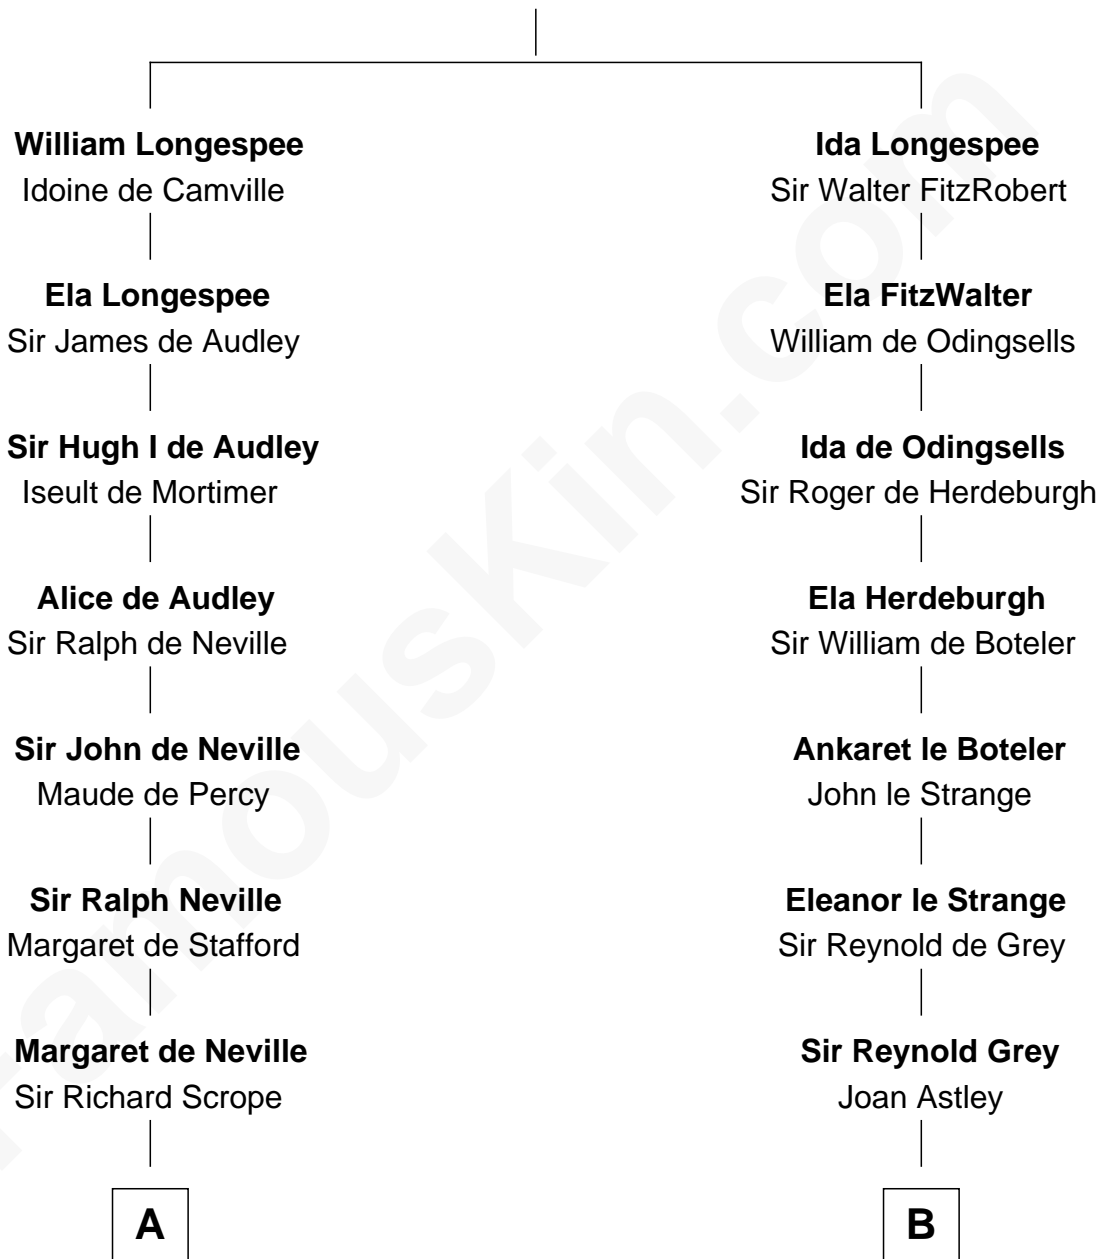 William Longespee
Idoine de Camville
Ela Longespee
Sir James de Audley
Sir Hugh I de Audley
Iseult de Mortimer
Alice de Audley
Sir Ralph de Neville
Sir John de Neville
Maude de Percy
Sir Ralph Neville
Margaret de Stafford
Margaret de Neville
Sir Richard Scrope
A
Ida Longespee
Sir Walter FitzRobert
Ela FitzWalter
William de Odingsells
Ida de Odingsells
Sir Roger de Herdeburgh
Ela Herdeburgh
Sir William de Boteler
Ankaret le Boteler
John le Strange
Eleanor le Strange
Sir Reynold de Grey
Sir Reynold Grey
Joan Astley
B
FamousKin.com